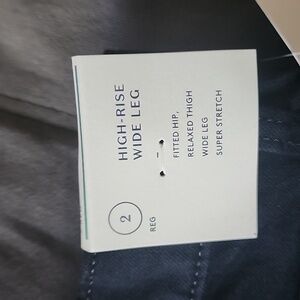 2
REG
HIGH-RISE
WIDE LEG
FITTED HIP,
RELAXED THIGH
WIDE LEG
SUPER STRETCH